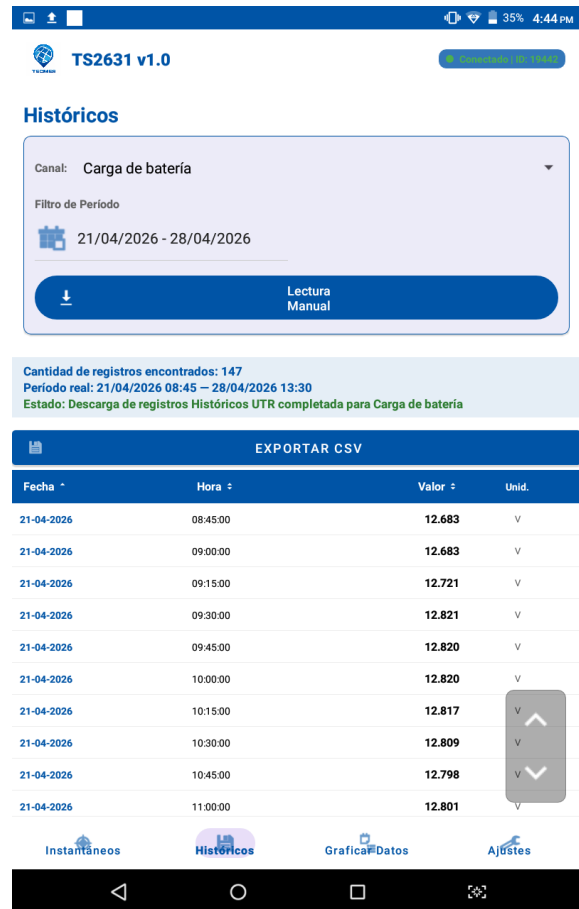 35% 4:44 PM
TS2631 v1.0
TECMES
Conectado | ID: 19442
Históricos
Canal: Carga de batería
Filtro de Período
21/04/2026 - 28/04/2026
Lectura
Manual
Cantidad de registros encontrados: 147
Período real: 21/04/2026 08:45 — 28/04/2026 13:30
Estado: Descarga de registros Históricos UTR completada para Carga de batería
EXPORTAR CSV
Fecha Hora Valor Unid.
21-04-2026 08:45:00 12.683 V
21-04-2026 09:00:00 12.683 V
21-04-2026 09:15:00 12.721 V
21-04-2026 09:30:00 12.821 V
21-04-2026 09:45:00 12.820 V
21-04-2026 10:00:00 12.820 V
21-04-2026 10:15:00 12.817 V
21-04-2026 10:30:00 12.809 V
21-04-2026 10:45:00 12.798 V
21-04-2026 11:00:00 12.801 V
Instantáneos Históricos Graficar Datos Ajustes